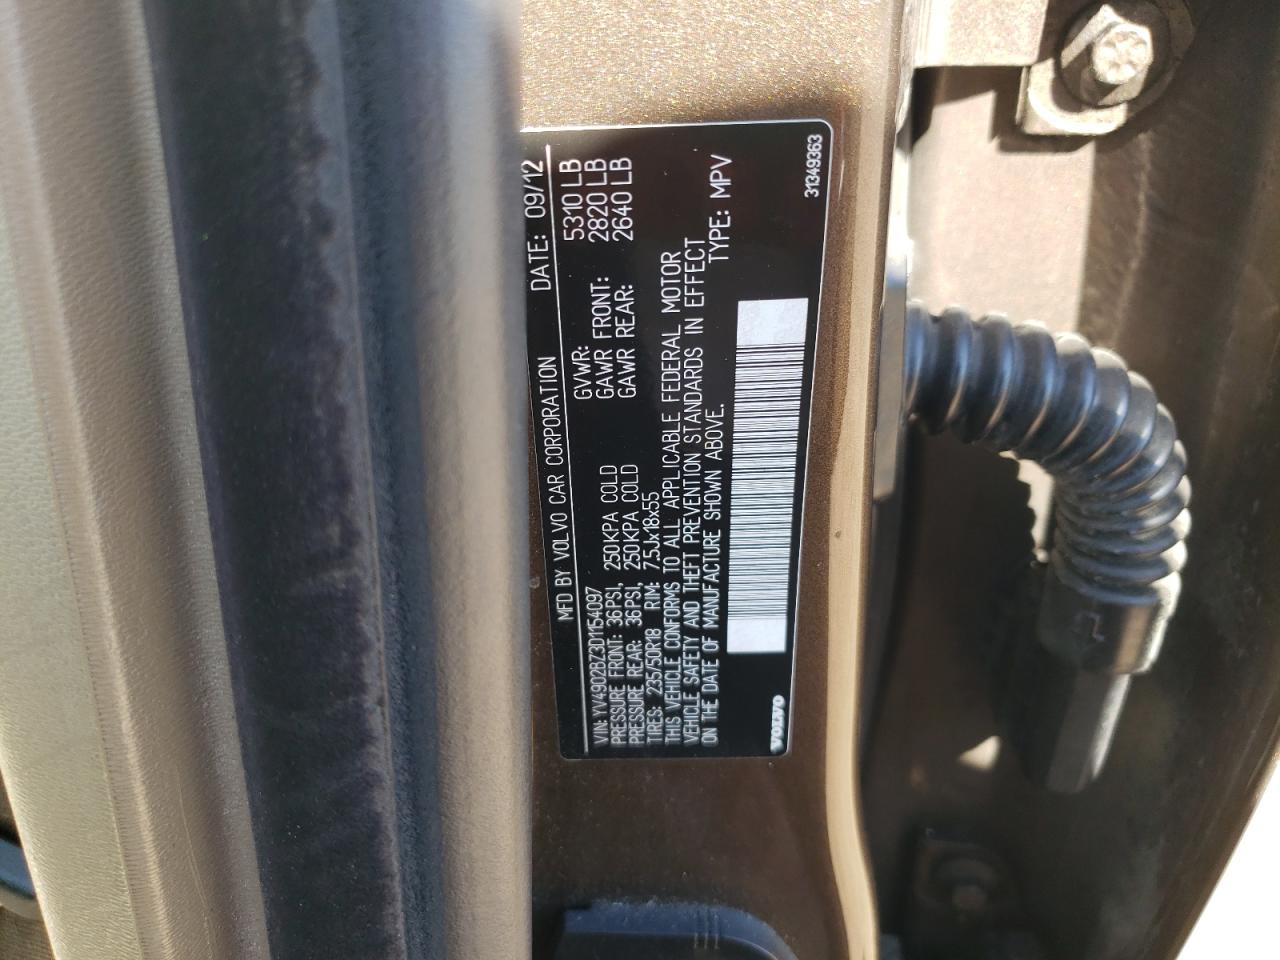 MFD BY VOLVO CAR CORPORATION DATE: 09/12
GVWR: 5310 LB
VIN: YV4902BZ3D1154097 GAWR FRONT: 2820 LB
PRESSURE FRONT: 36PSI, 250KPA COLD GAWR REAR: 2640 LB
PRESSURE REAR: 36PSI, 250KPA COLD
TIRES: 235/50R18 RIM: 7.5Jx18x55
THIS VEHICLE CONFORMS TO ALL APPLICABLE FEDERAL MOTOR
VEHICLE SAFETY AND THEFT PREVENTION STANDARDS IN EFFECT
ON THE DATE OF MANUFACTURE SHOWN ABOVE. TYPE: MPV
VOLVO 31349363